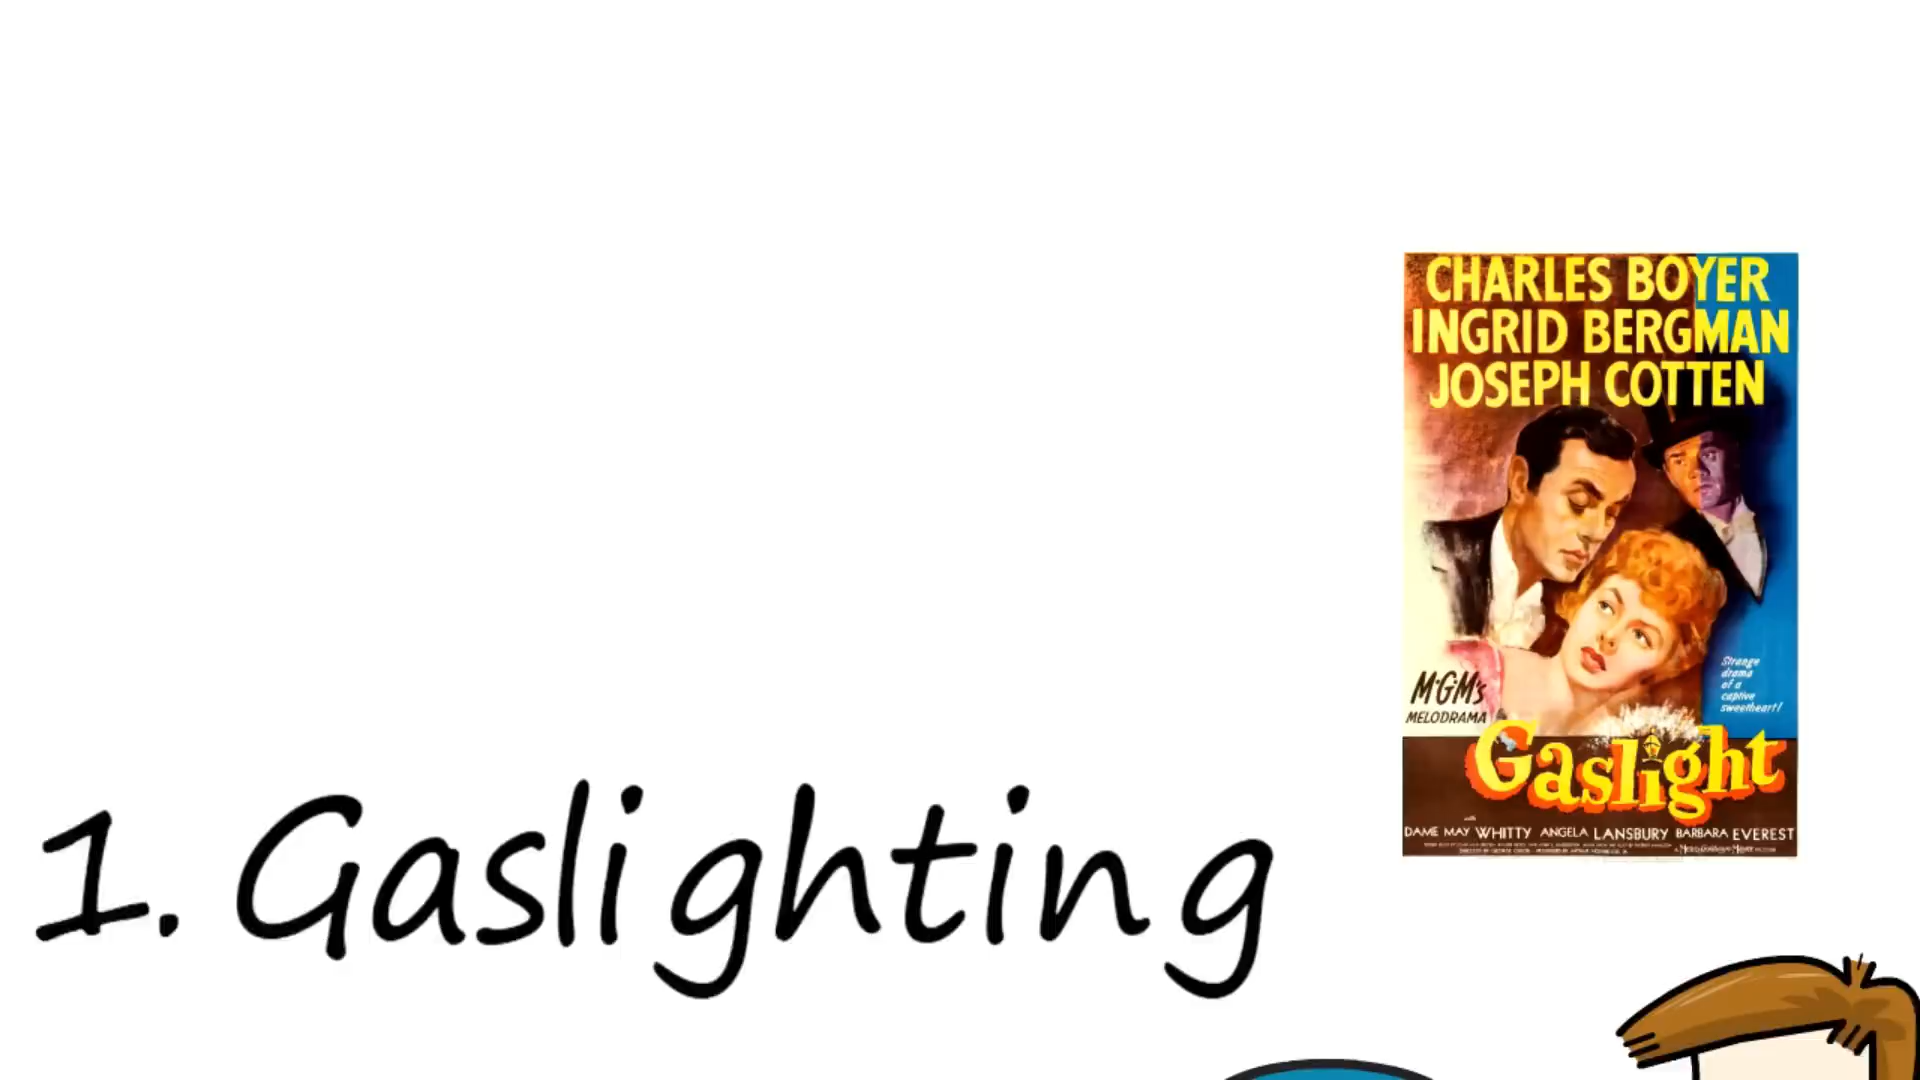 1. Gaslighting
CHARLES BOYER
INGRID BERGMAN
JOSEPH COTTEN
M·G·M's
MELODRAMA
Strange
drama
of a
captive
sweetheart!
Gaslight
with
DAME MAY WHITTY ANGELA LANSBURY BARBARA EVEREST